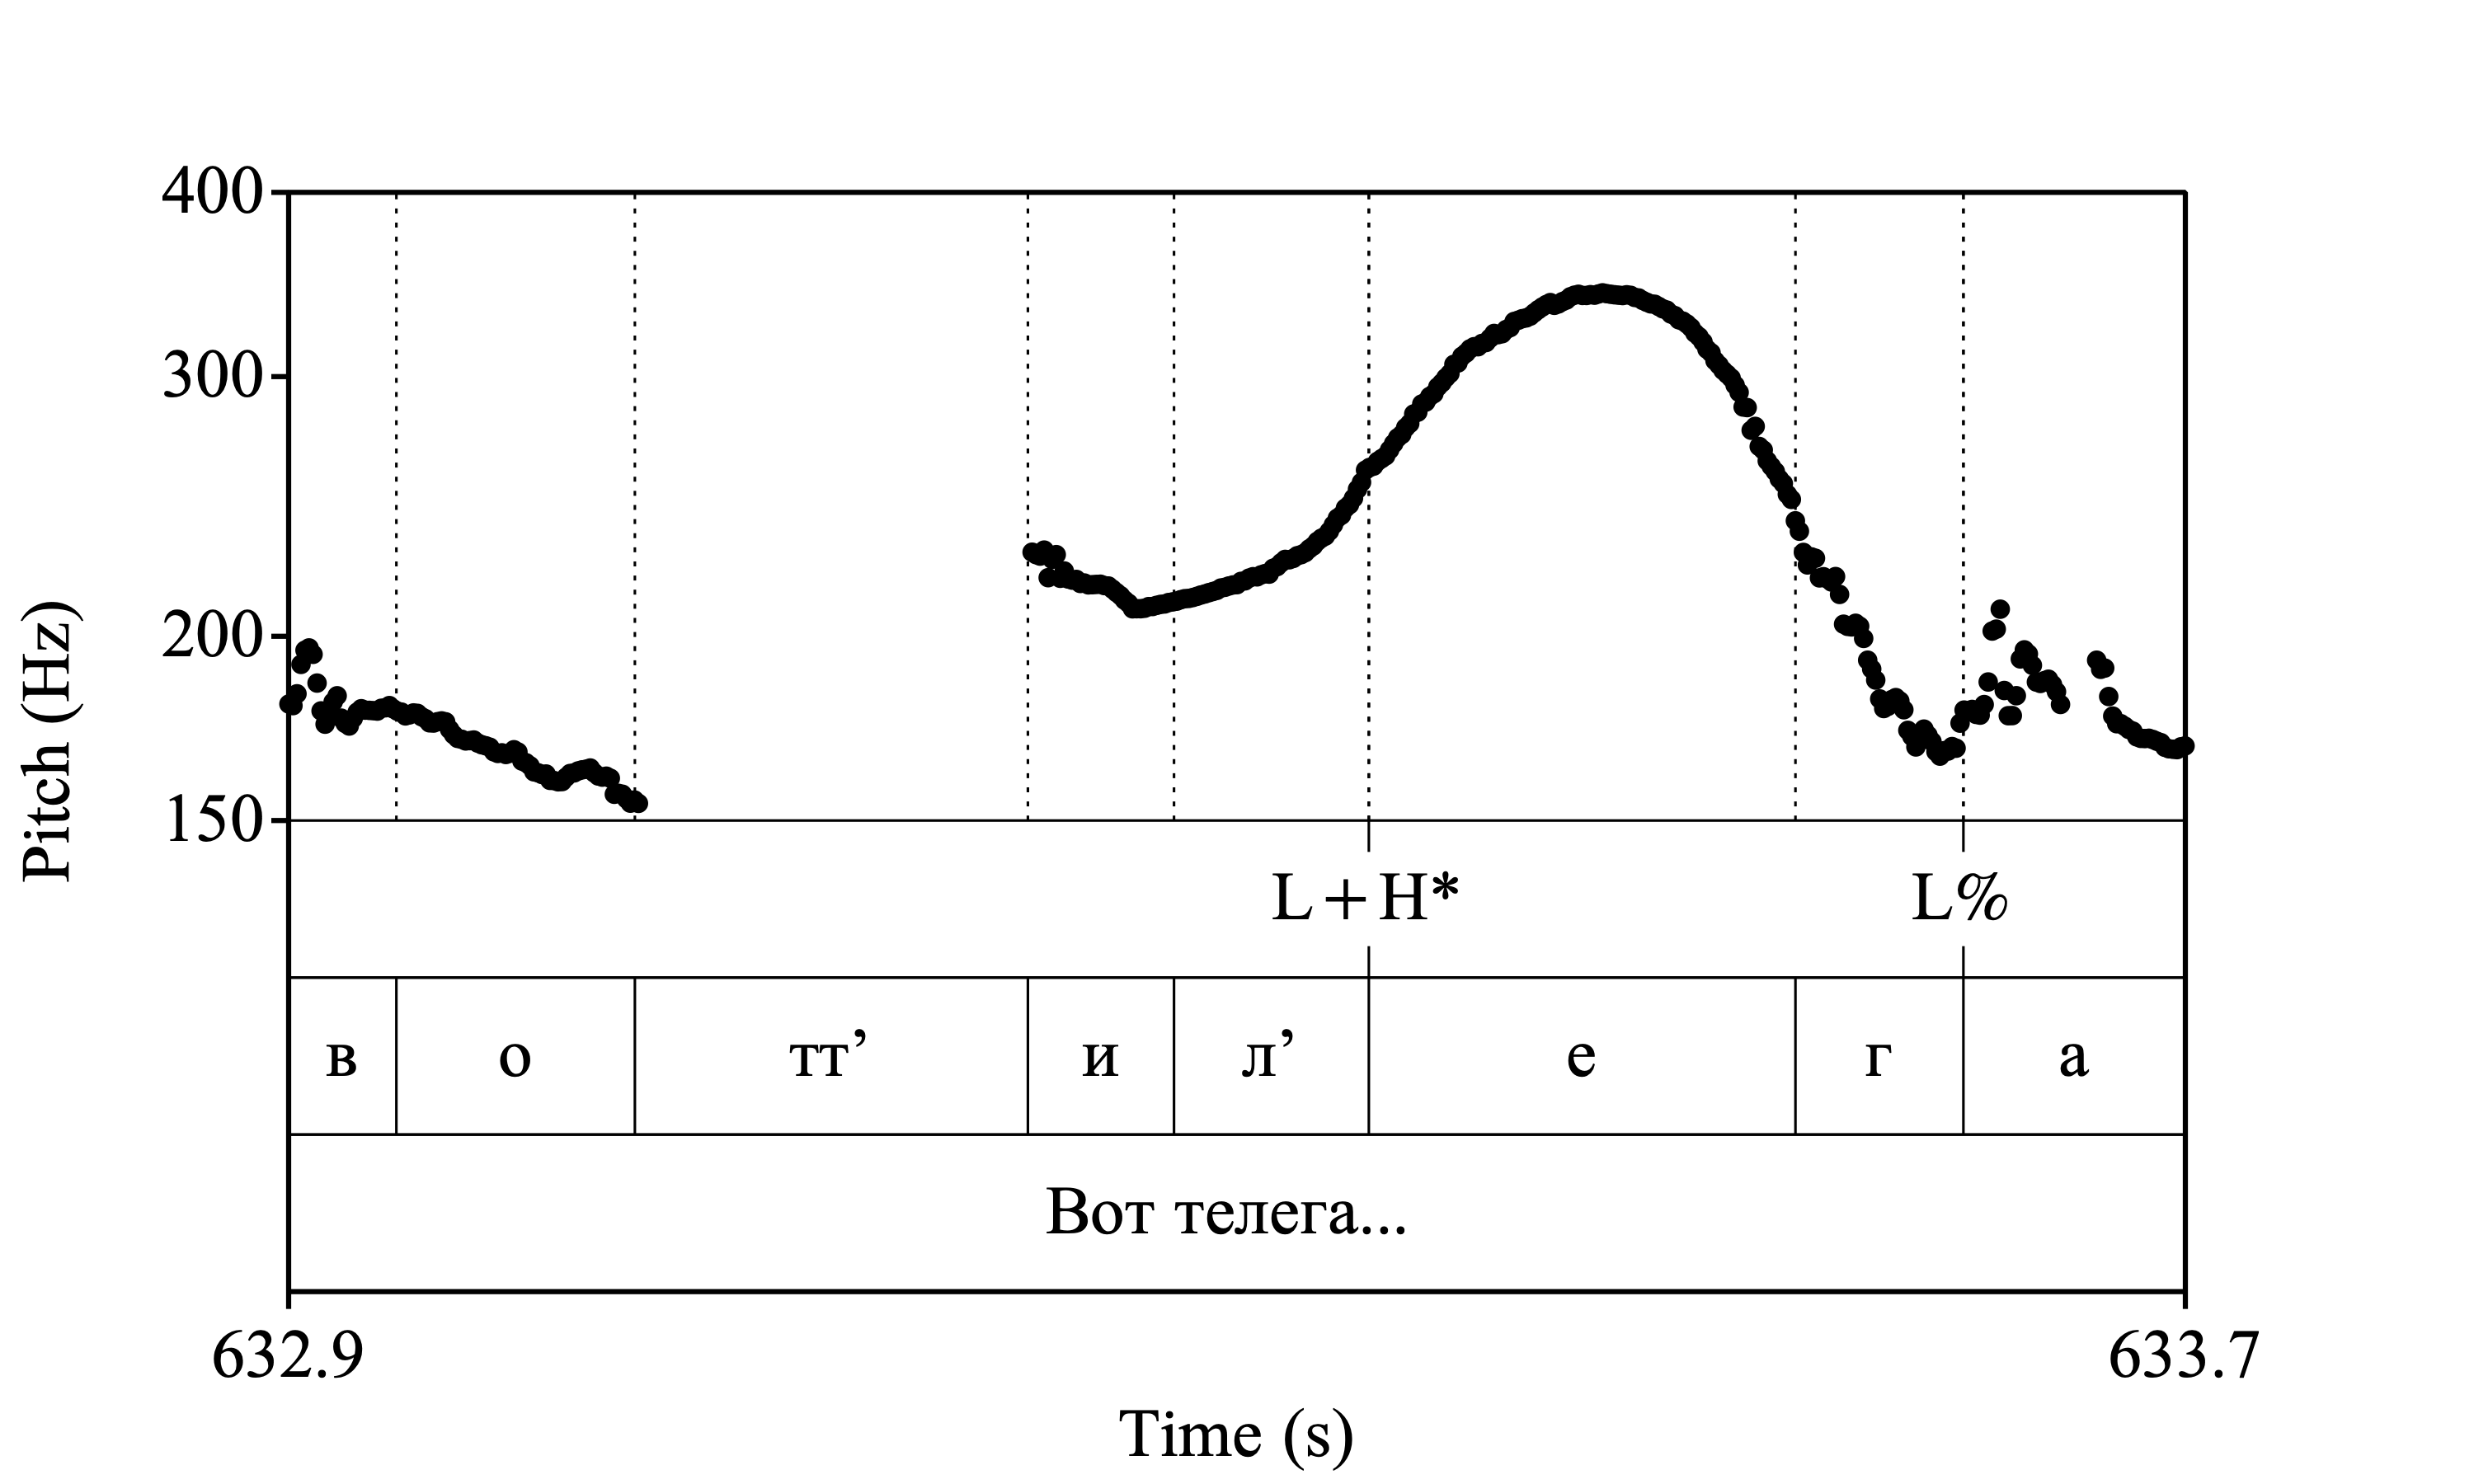 400
300
200
150
Pitch (Hz)
L+H* L%
в о тт’ и л’ е г а
Вот телега...
632.9 633.7
Time (s)